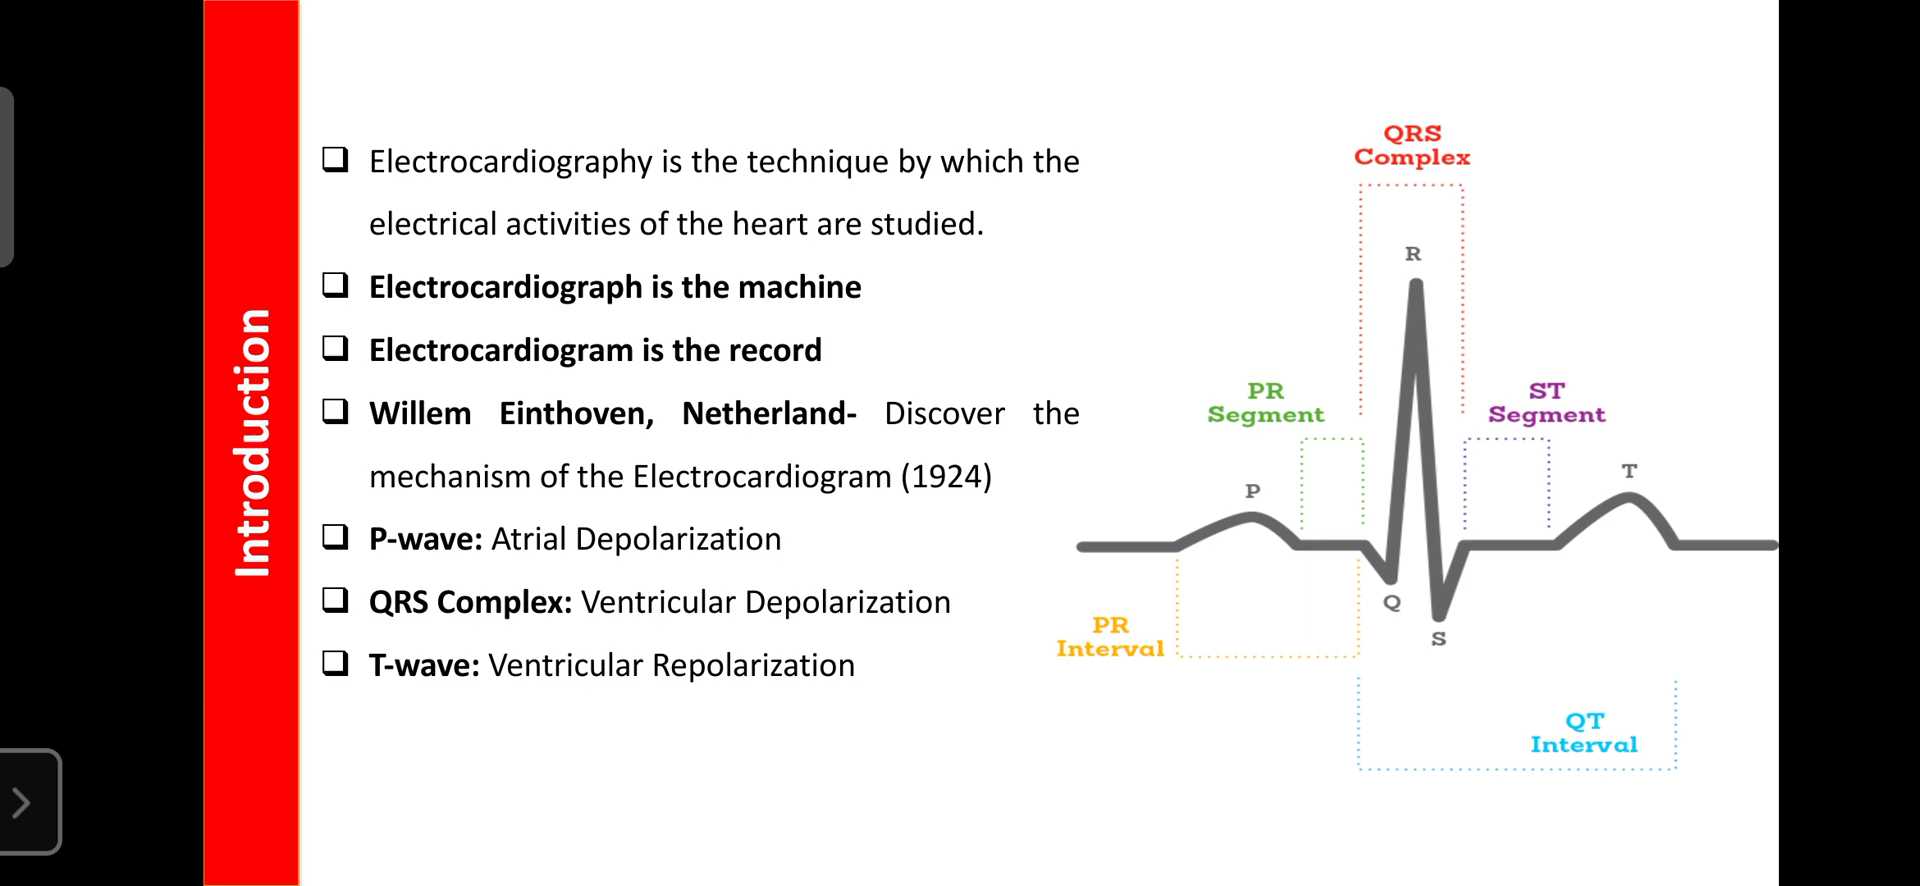 Introduction
Electrocardiography is the technique by which the
electrical activities of the heart are studied.
Electrocardiograph is the machine
Electrocardiogram is the record
Willem Einthoven, Netherland- Discover the
mechanism of the Electrocardiogram (1924)
P-wave: Atrial Depolarization
QRS Complex: Ventricular Depolarization
T-wave: Ventricular Repolarization
QRS
Complex
R
PR
Segment
ST
Segment
P
T
Q
S
PR
Interval
QT
Interval